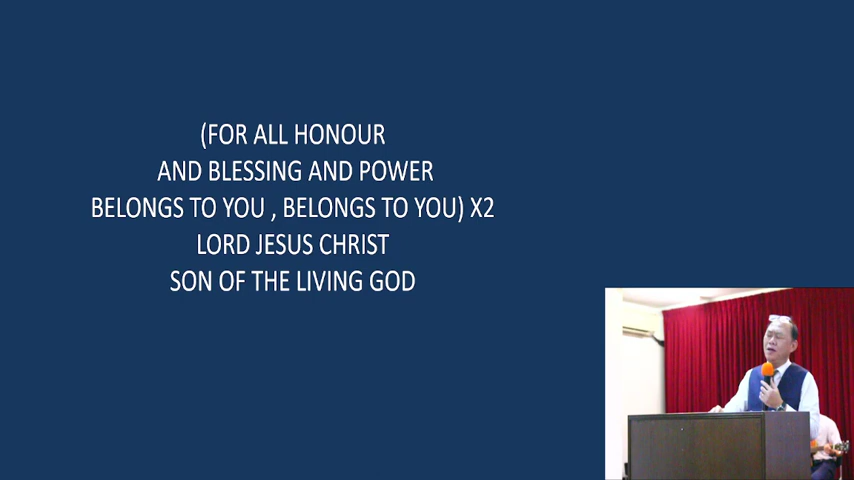 (FOR ALL HONOUR
AND BLESSING AND POWER
BELONGS TO YOU , BELONGS TO YOU) X2
LORD JESUS CHRIST
SON OF THE LIVING GOD